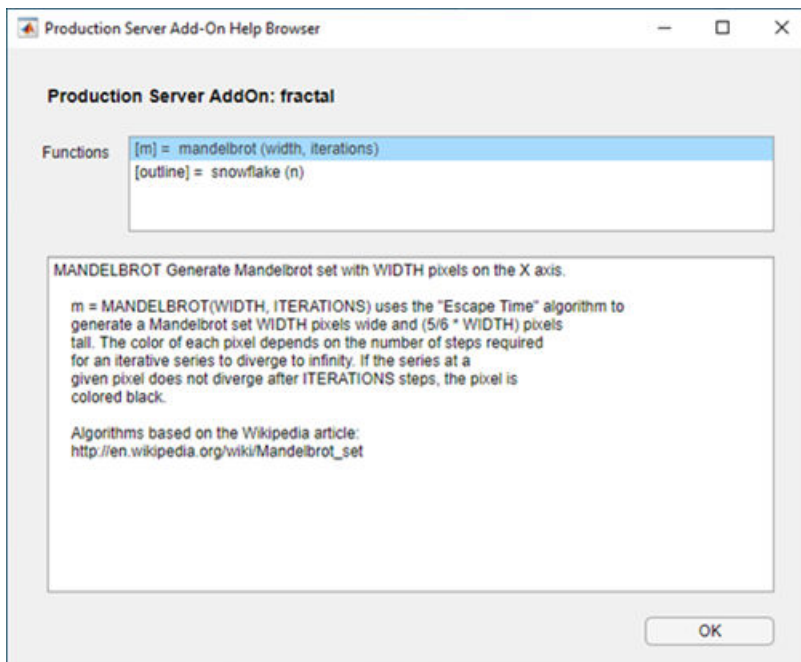 Production Server Add-On Help Browser
Production Server AddOn: fractal
Functions
[m] = mandelbrot (width, iterations)
[outline] = snowflake (n)
MANDELBROT Generate Mandelbrot set with WIDTH pixels on the X axis.
m = MANDELBROT(WIDTH, ITERATIONS) uses the "Escape Time" algorithm to
generate a Mandelbrot set WIDTH pixels wide and (5/6 * WIDTH) pixels
tall. The color of each pixel depends on the number of steps required
for an iterative series to diverge to infinity. If the series at a
given pixel does not diverge after ITERATIONS steps, the pixel is
colored black.
Algorithms based on the Wikipedia article:
http://en.wikipedia.org/wiki/Mandelbrot_set
OK